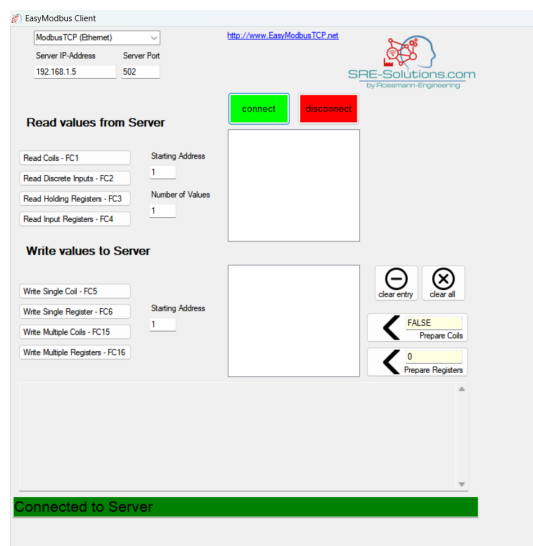 EasyModbus Client
ModbusTCP (Ethernet)
http://www.EasyModbusTCP.net
Server IP-Address
Server Port
192.168.1.5
502
SRE-Solutions.com
by Rossmann-Engineering
connect
disconnect
Read values from Server
Read Coils - FC1
Starting Address
1
Read Discrete Inputs - FC2
Read Holding Registers - FC3
Number of Values
1
Read Input Registers - FC4
Write values to Server
clear entry
clear all
Write Single Coil - FC5
Write Single Register - FC6
Starting Address
1
Write Multiple Coils - FC15
Write Multiple Registers - FC16
FALSE
Prepare Coils
0
Prepare Registers
Connected to Server